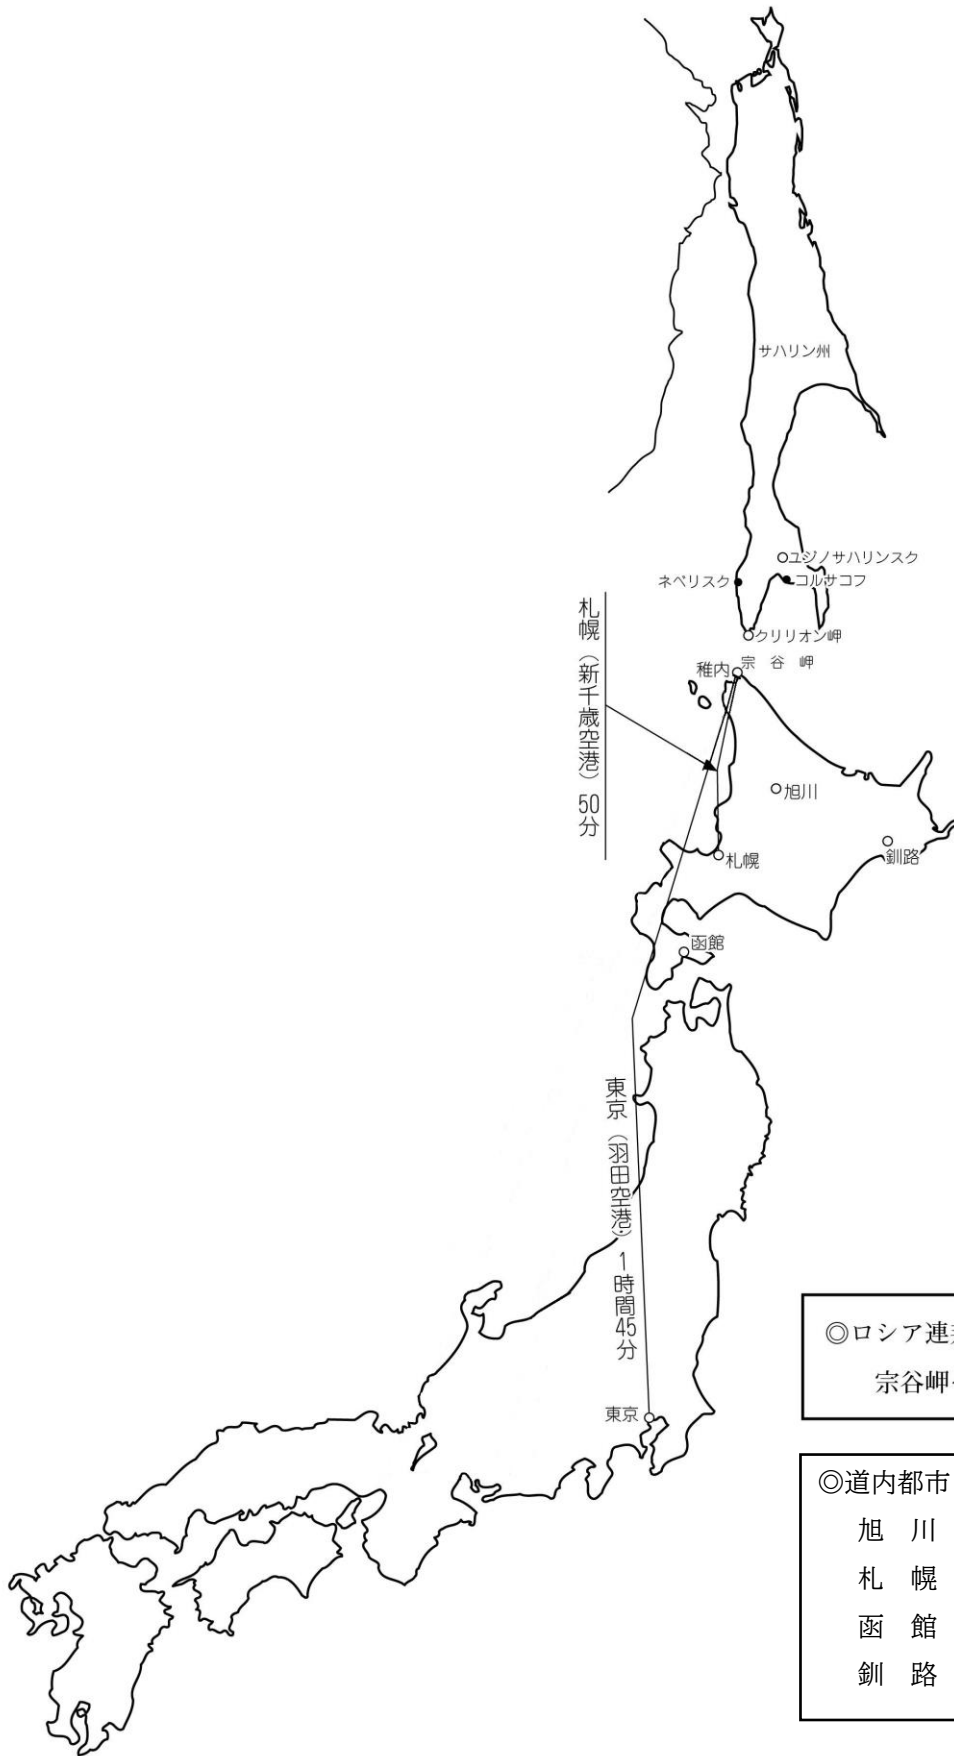 サハリン州
ユジノサハリンスク
ネベリスク
コルサコフ
クリリオン岬
宗谷岬
稚内
札幌（新千歳空港）50分
旭川
釧路
札幌
函館
東京（羽田空港）1時間45分
東京
◎ロシア連
宗谷岬
◎道内都市
旭川
札幌
函館
釧路